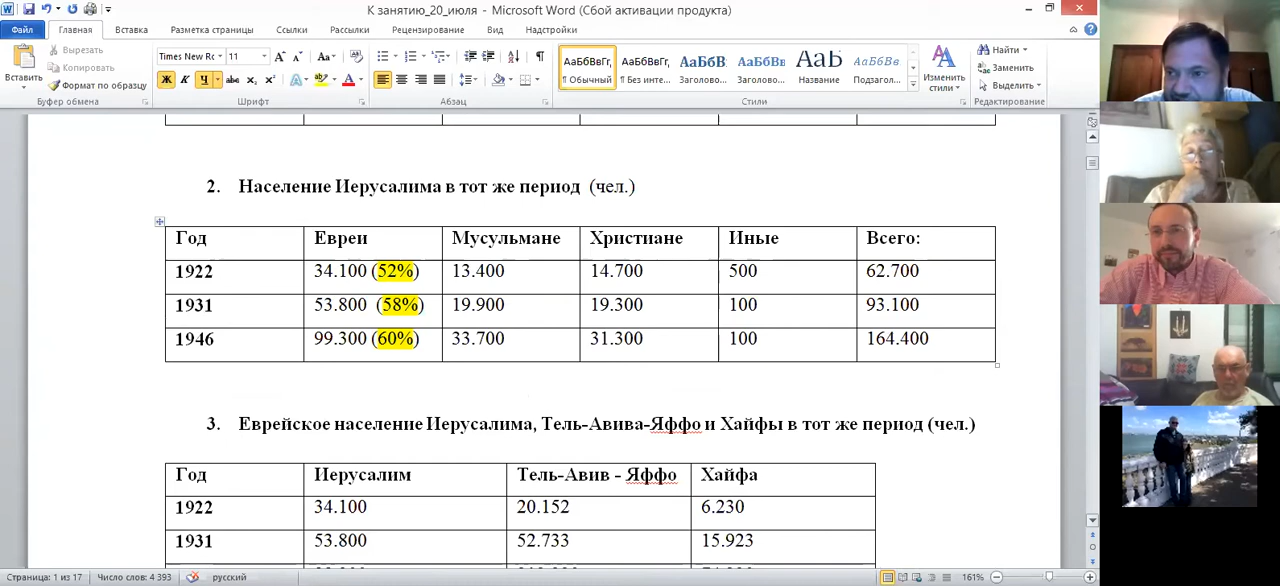 К занятию_20_июля - Microsoft Word (Сбой активации продукта)
Файл Главная Вставка Разметка страницы Ссылки Рассылки Рецензирование Вид Надстройки
Вставить
Вырезать
Копировать
Формат по образцу
Буфер обмена
Times New Ro 11
Ж К Ч abc
Шрифт
Абзац
АаБбВвГг, АаБбВвГг, АаБбВ АаБбВв АаБ АаБбВв
¶ Обычный ¶ Без инте... Заголово... Заголово... Название Подзагол...
Стили
Изменить стили
Найти
Заменить
Выделить
Редактирование
2. Население Иерусалима в тот же период (чел.)
Год Евреи Мусульмане Христиане Иные Всего:
1922 34.100 (52%) 13.400 14.700 500 62.700
1931 53.800 (58%) 19.900 19.300 100 93.100
1946 99.300 (60%) 33.700 31.300 100 164.400
3. Еврейское население Иерусалима, Тель-Авива-Яффо и Хайфы в тот же период (чел.)
Год Иерусалим Тель-Авив - Яффо Хайфа
1922 34.100 20.152 6.230
1931 53.800 52.733 15.923
Страница: 1 из 17 Число слов: 4 393 русский 161%